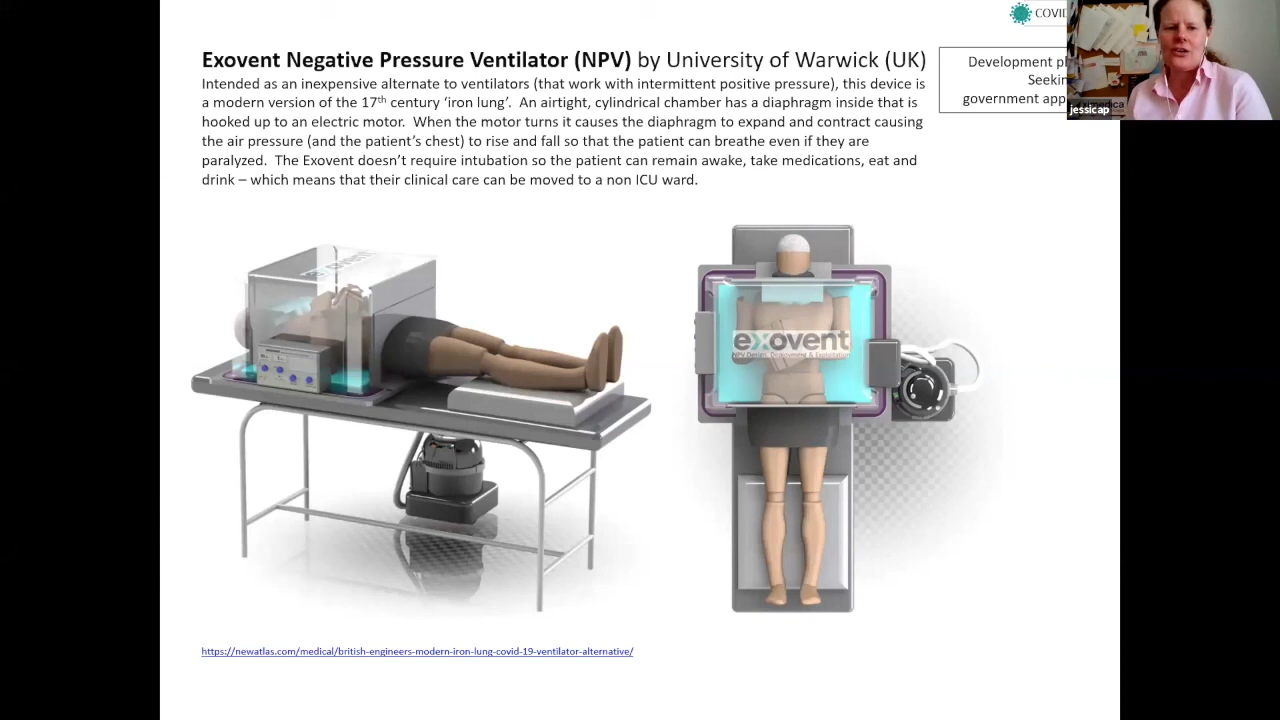 COVID
Exovent Negative Pressure Ventilator (NPV) by University of Warwick (UK)
Intended as an inexpensive alternate to ventilators (that work with intermittent positive pressure), this device is
a modern version of the 17th century ‘iron lung’. An airtight, cylindrical chamber has a diaphragm inside that is
hooked up to an electric motor. When the motor turns it causes the diaphragm to expand and contract causing
the air pressure (and the patient’s chest) to rise and fall so that the patient can breathe even if they are
paralyzed. The Exovent doesn’t require intubation so the patient can remain awake, take medications, eat and
drink – which means that their clinical care can be moved to a non ICU ward.
Development
government
jessicap
exovent
https://newatlas.com/medical/british-engineers-modern-iron-lung-covid-19-ventilator-alternative/